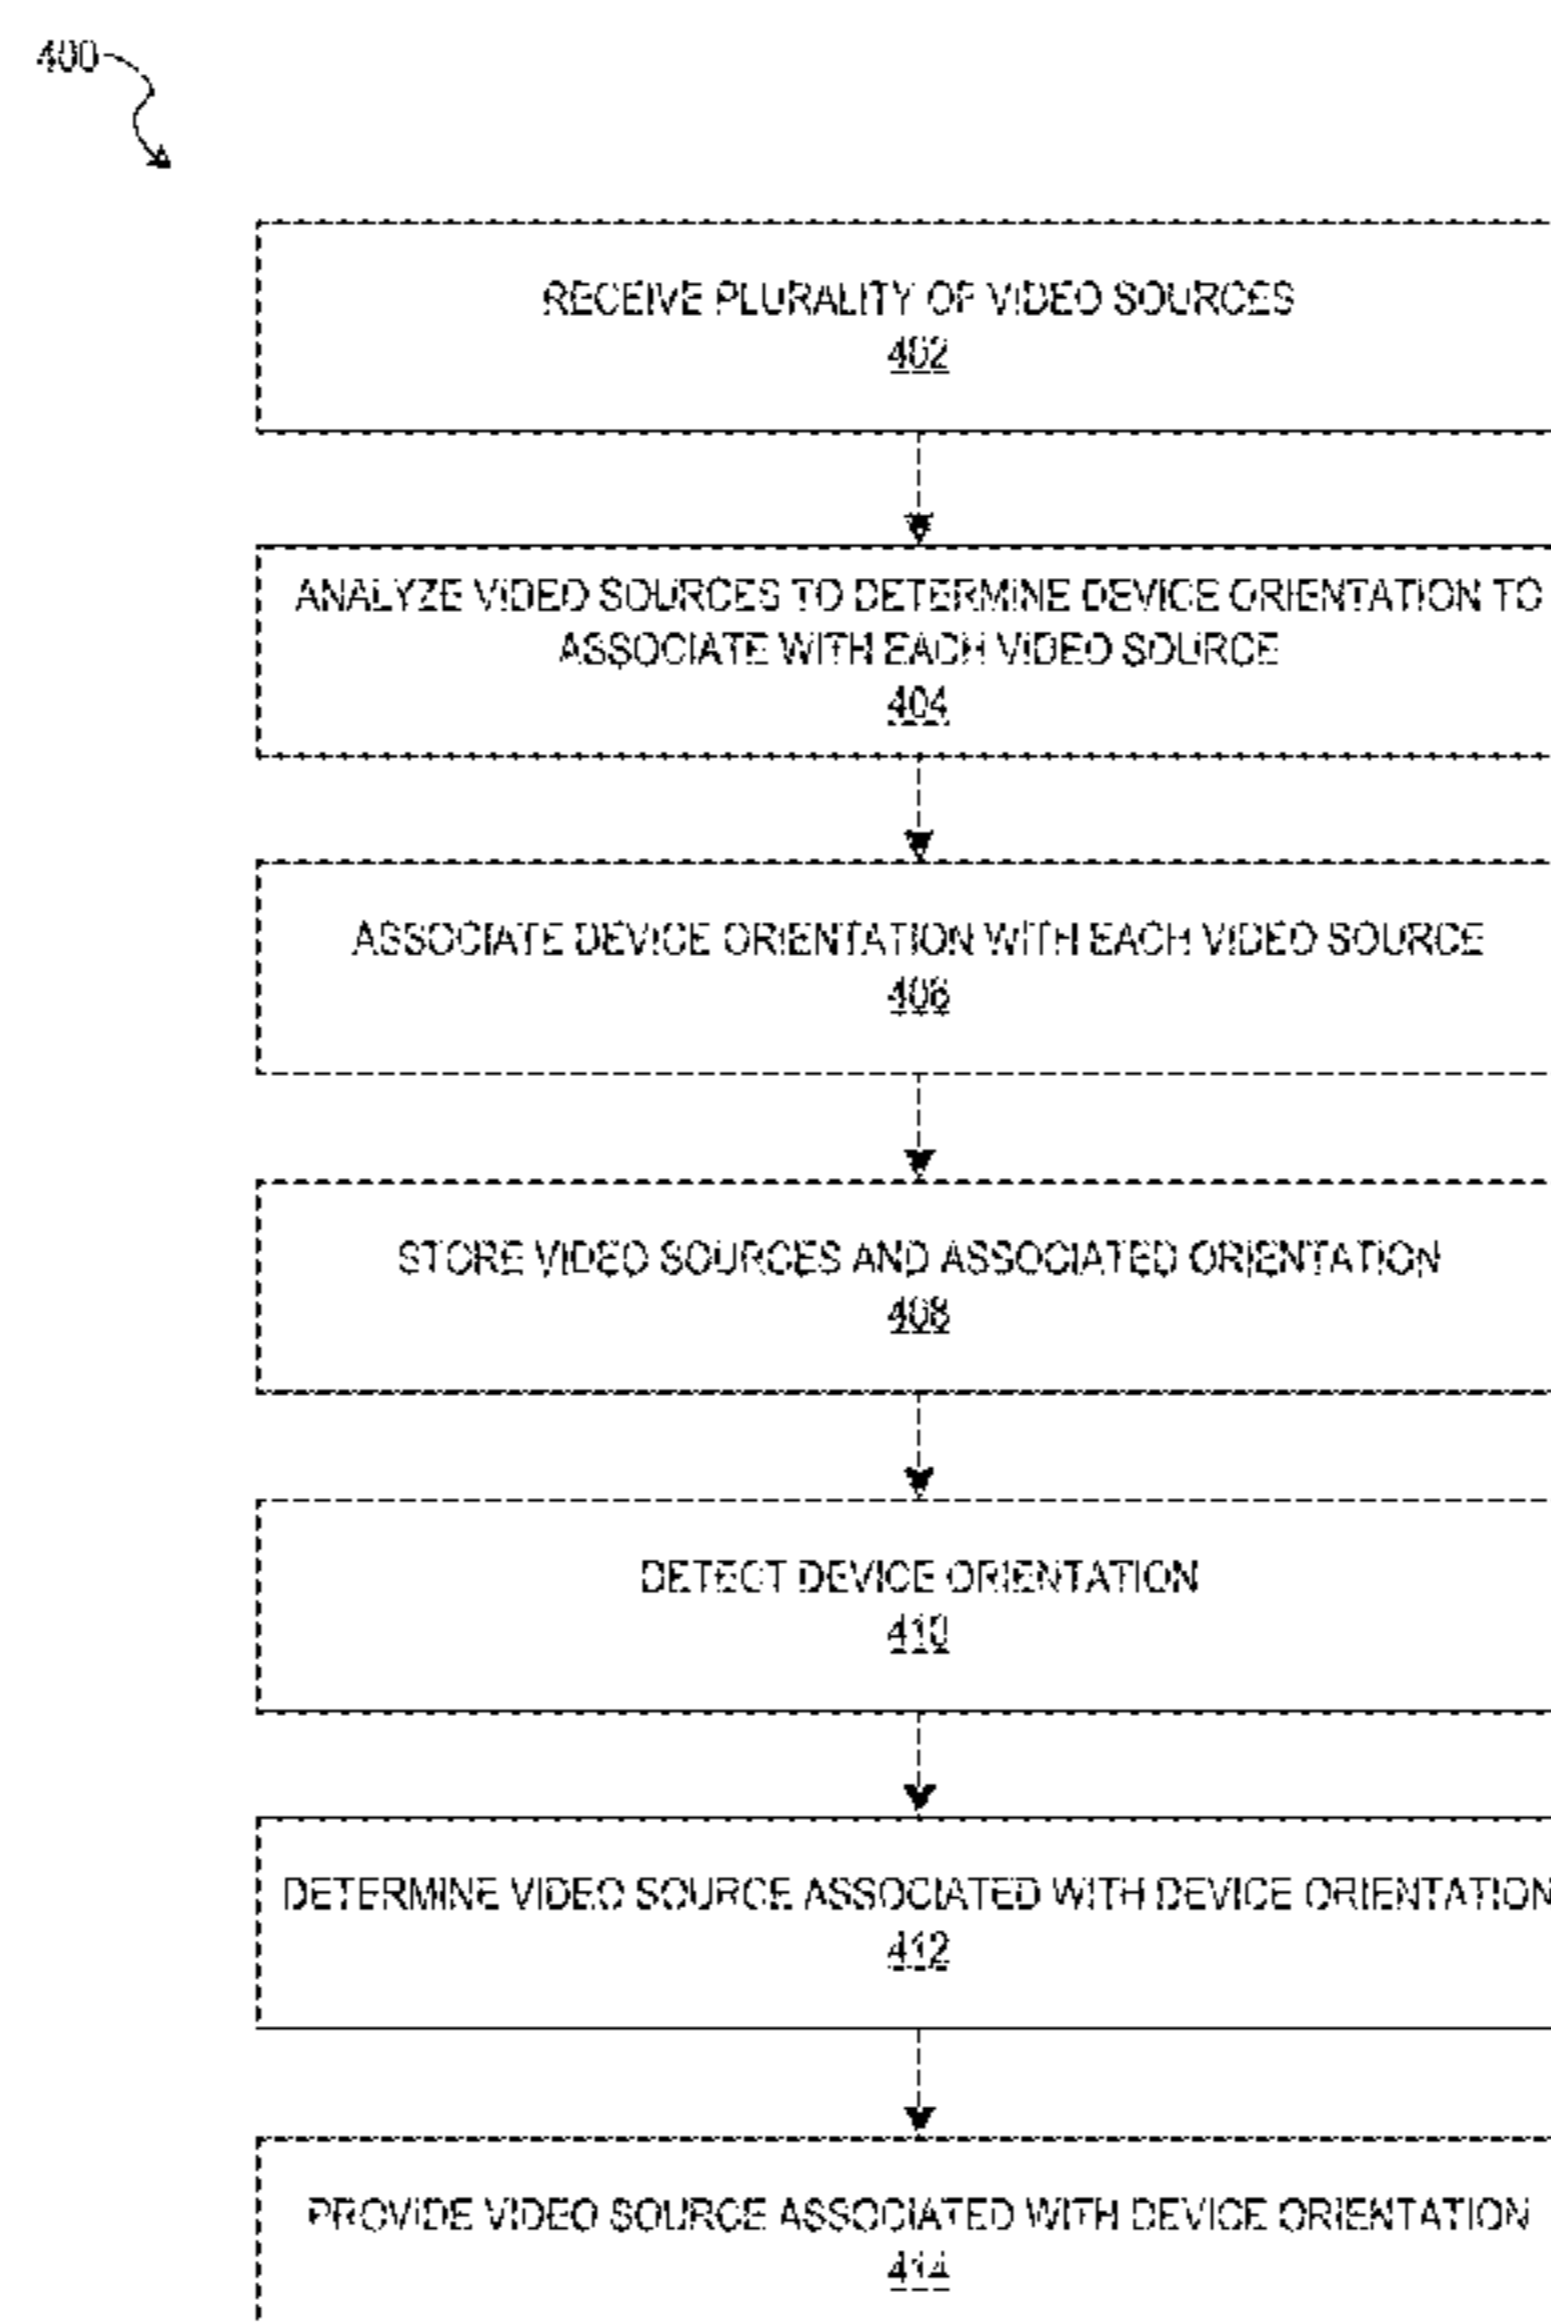 400
RECEIVE PLURALITY OF VIDEO SOURCES
402
ANALYZE VIDEO SOURCES TO DETERMINE DEVICE ORIENTATION TO
ASSOCIATE WITH EACH VIDEO SOURCE
404
ASSOCIATE DEVICE ORIENTATION WITH EACH VIDEO SOURCE
406
STORE VIDEO SOURCES AND ASSOCIATED ORIENTATION
408
DETECT DEVICE ORIENTATION
410
DETERMINE VIDEO SOURCE ASSOCIATED WITH DEVICE ORIENTATION
412
PROVIDE VIDEO SOURCE ASSOCIATED WITH DEVICE ORIENTATION
414